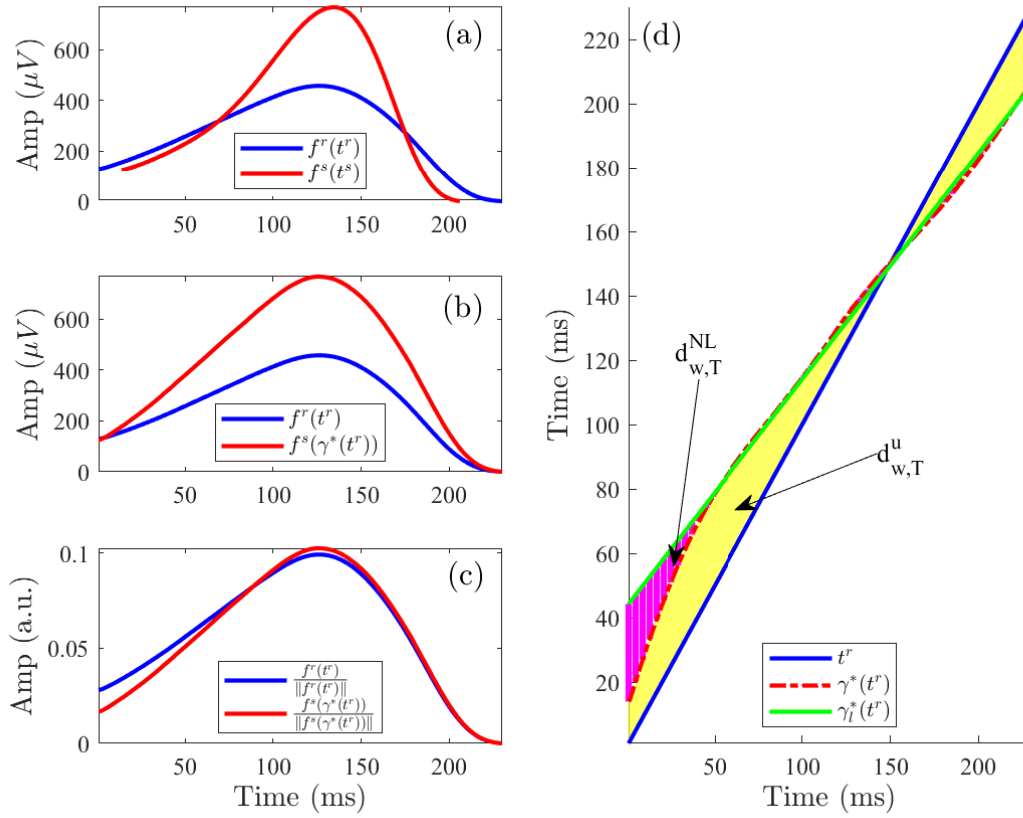 (a)
Amp (μV)
600
400
200
0
50 100 150 200
f^r(t^r)
f^s(t^s)
(b)
Amp (μV)
600
400
200
0
50 100 150 200
f^r(t^r)
f^s(γ*(t^r))
(c)
Amp (a.u.)
0.1
0.05
0
50 100 150 200
Time (ms)
f^r(t^r)
‖f^r(t^r)‖
f^s(γ*(t^r))
‖f^s(γ*(t^r))‖
(d)
Time (ms)
220
200
180
160
140
120
100
80
60
40
20
50 100 150 200
Time (ms)
d^NL_w,T
d^u_w,T
t^r
γ*(t^r)
γ*_l(t^r)